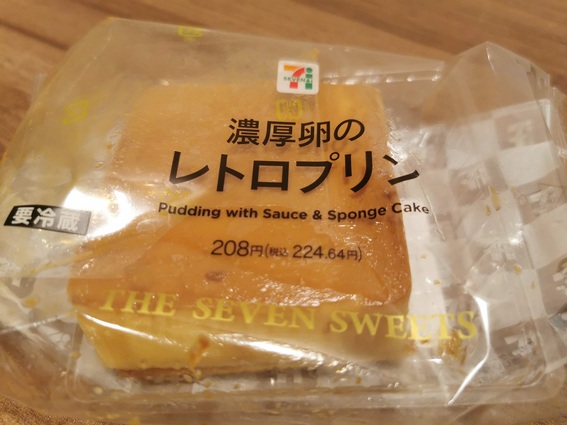 7
SEVEN
濃厚卵の
レトロプリン
Pudding with Sauce & Sponge Cake
要冷蔵
208円(税込 224.64円)
THE SEVEN SWEETS